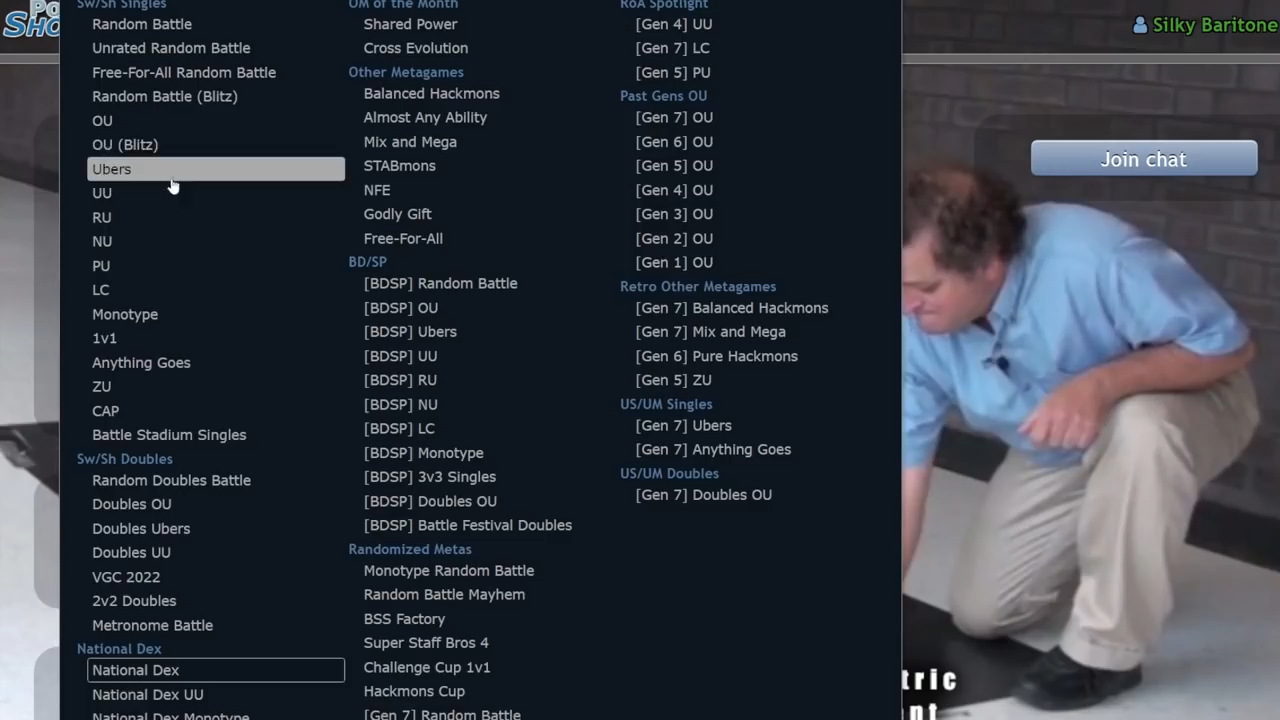 Po
SHO
Silky Baritone
Sw/Sh Singles
Random Battle
Unrated Random Battle
Free-For-All Random Battle
Random Battle (Blitz)
OU
OU (Blitz)
Ubers
UU
RU
NU
PU
LC
Monotype
1v1
Anything Goes
ZU
CAP
Battle Stadium Singles
Sw/Sh Doubles
Random Doubles Battle
Doubles OU
Doubles Ubers
Doubles UU
VGC 2022
2v2 Doubles
Metronome Battle
National Dex
National Dex
National Dex UU
National Dex Monotype
OM of the Month
Shared Power
Cross Evolution
Other Metagames
Balanced Hackmons
Almost Any Ability
Mix and Mega
STABmons
NFE
Godly Gift
Free-For-All
BD/SP
[BDSP] Random Battle
[BDSP] OU
[BDSP] Ubers
[BDSP] UU
[BDSP] RU
[BDSP] NU
[BDSP] LC
[BDSP] Monotype
[BDSP] 3v3 Singles
[BDSP] Doubles OU
[BDSP] Battle Festival Doubles
Randomized Metas
Monotype Random Battle
Random Battle Mayhem
BSS Factory
Super Staff Bros 4
Challenge Cup 1v1
Hackmons Cup
[Gen 7] Random Battle
RoA Spotlight
[Gen 4] UU
[Gen 7] LC
[Gen 5] PU
Past Gens OU
[Gen 7] OU
[Gen 6] OU
[Gen 5] OU
[Gen 4] OU
[Gen 3] OU
[Gen 2] OU
[Gen 1] OU
Retro Other Metagames
[Gen 7] Balanced Hackmons
[Gen 7] Mix and Mega
[Gen 6] Pure Hackmons
[Gen 5] ZU
US/UM Singles
[Gen 7] Ubers
[Gen 7] Anything Goes
US/UM Doubles
[Gen 7] Doubles OU
Join chat
tric
nt